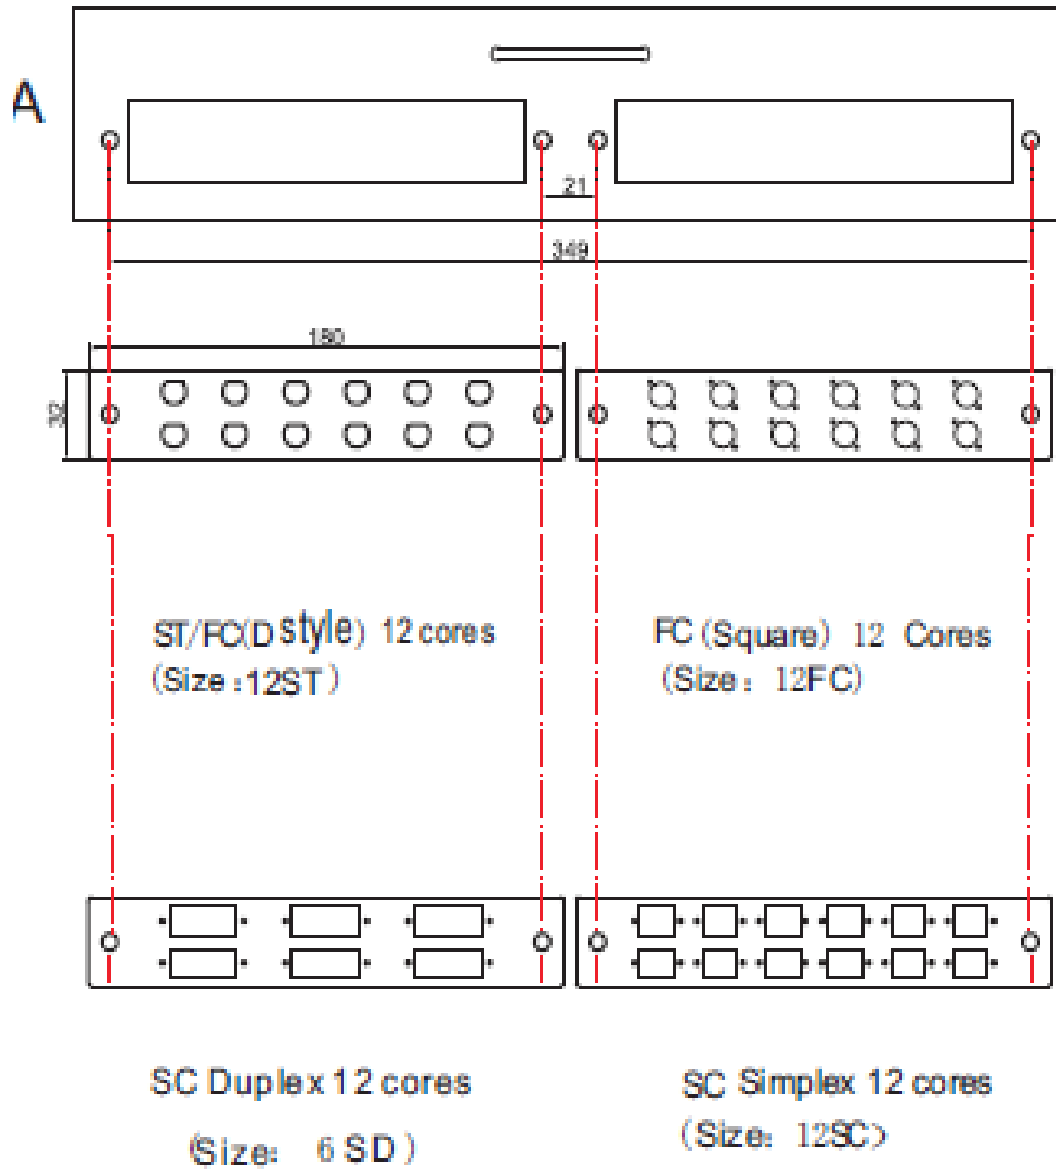 A
21
349
180
32
ST/FC(D style) 12 cores
(Size:12ST)
FC (Square) 12 Cores
(Size: 12FC)
SC Duplex 12 cores
(Size: 6 SD)
SC Simplex 12 cores
(Size: 12SC)